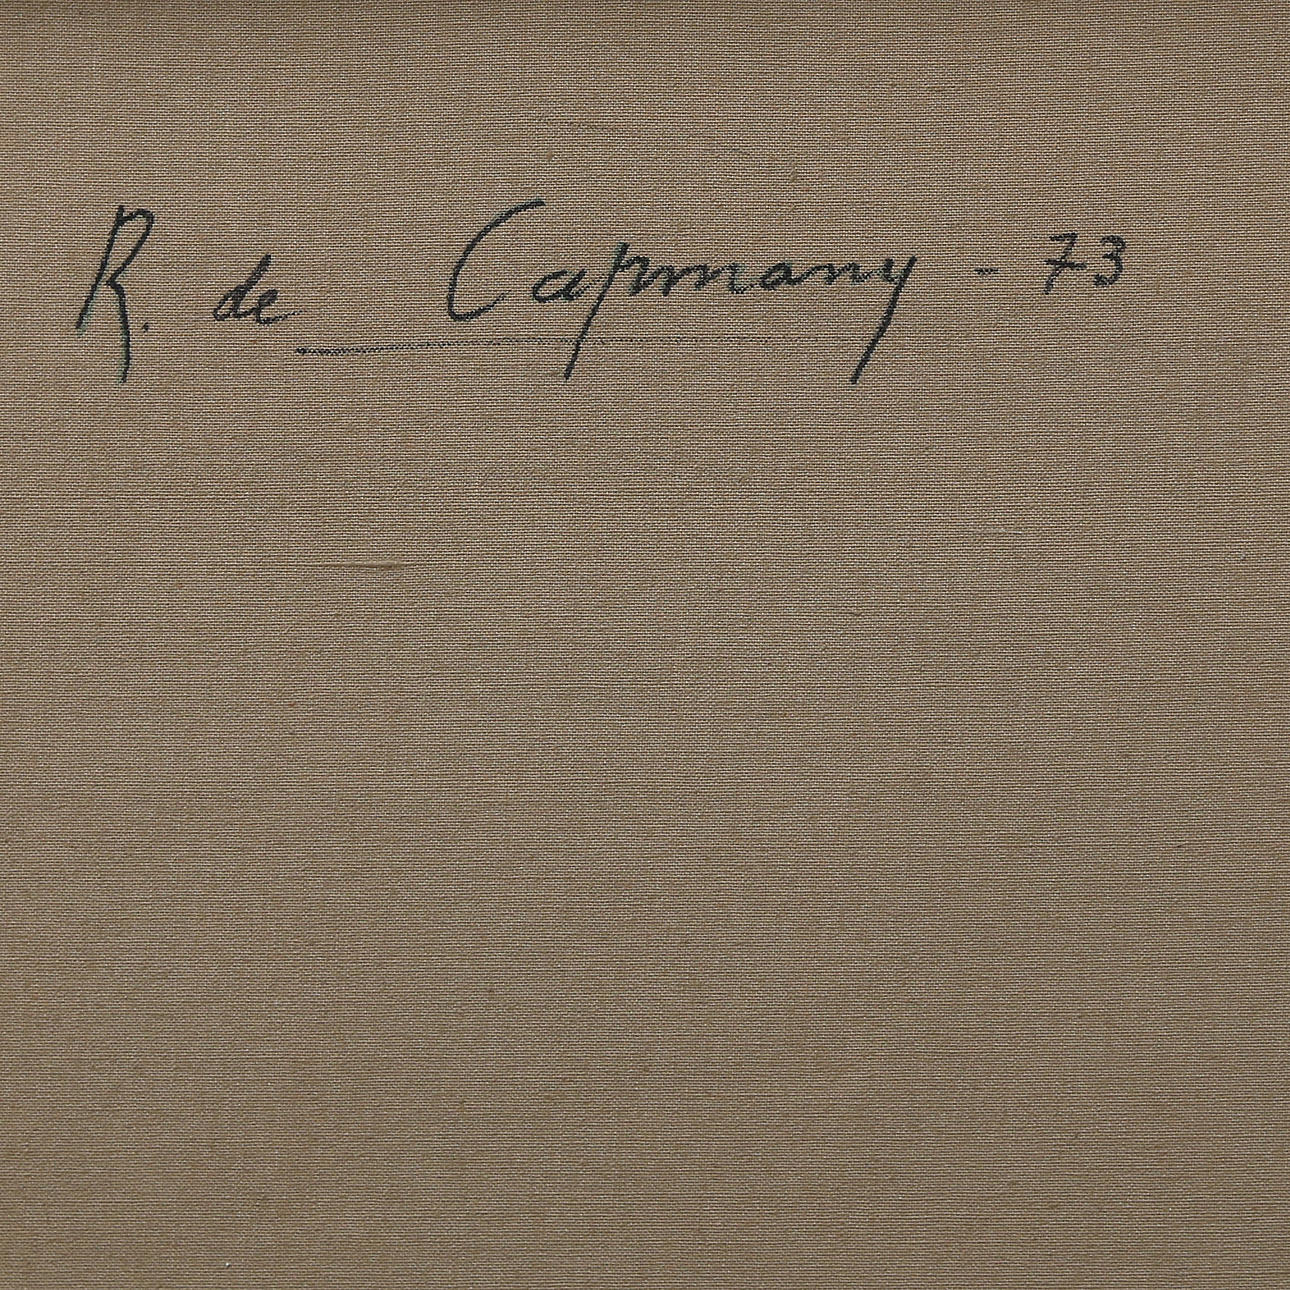 R. de Capmany - 73